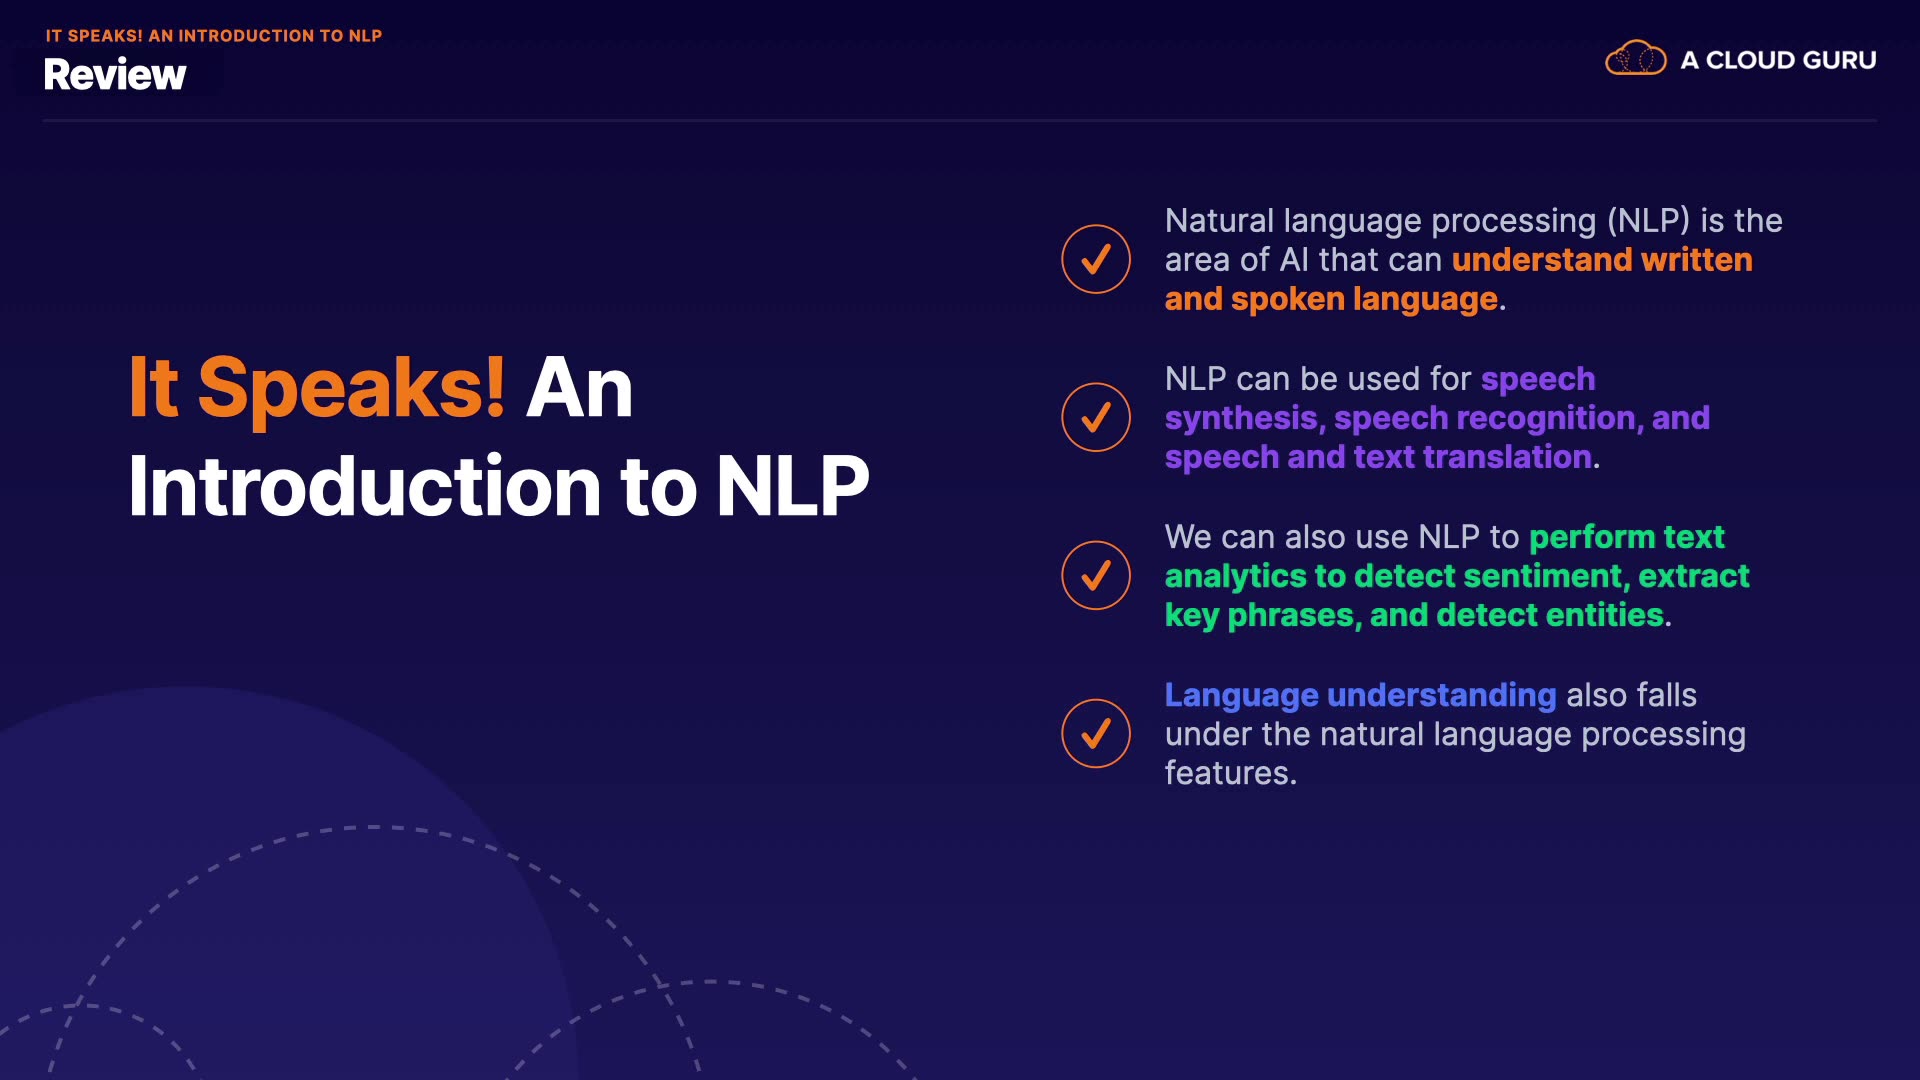 IT SPEAKS! AN INTRODUCTION TO NLP
Review
A CLOUD GURU
It Speaks! An
Introduction to NLP
Natural language processing (NLP) is the
area of AI that can understand written
and spoken language.
NLP can be used for speech
synthesis, speech recognition, and
speech and text translation.
We can also use NLP to perform text
analytics to detect sentiment, extract
key phrases, and detect entities.
Language understanding also falls
under the natural language processing
features.